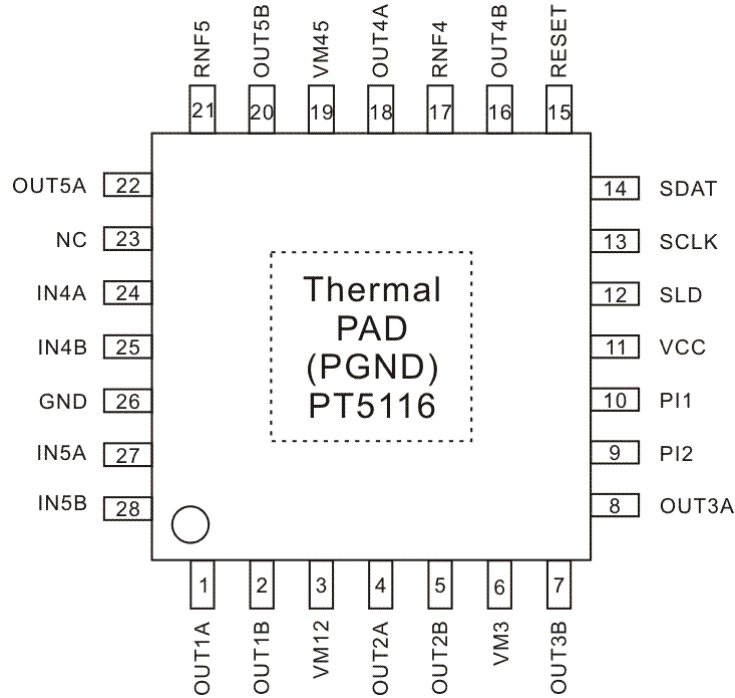 RNF5
OUT5B
VM45
OUT4A
RNF4
OUT4B
RESET
21
20
19
18
17
16
15
OUT5A 22
NC 23
IN4A 24
IN4B 25
GND 26
IN5A 27
IN5B 28
Thermal
PAD
(PGND)
PT5116
14 SDAT
13 SCLK
12 SLD
11 VCC
10 PI1
9 PI2
8 OUT3A
1
2
3
4
5
6
7
OUT1A
OUT1B
VM12
OUT2A
OUT2B
VM3
OUT3B